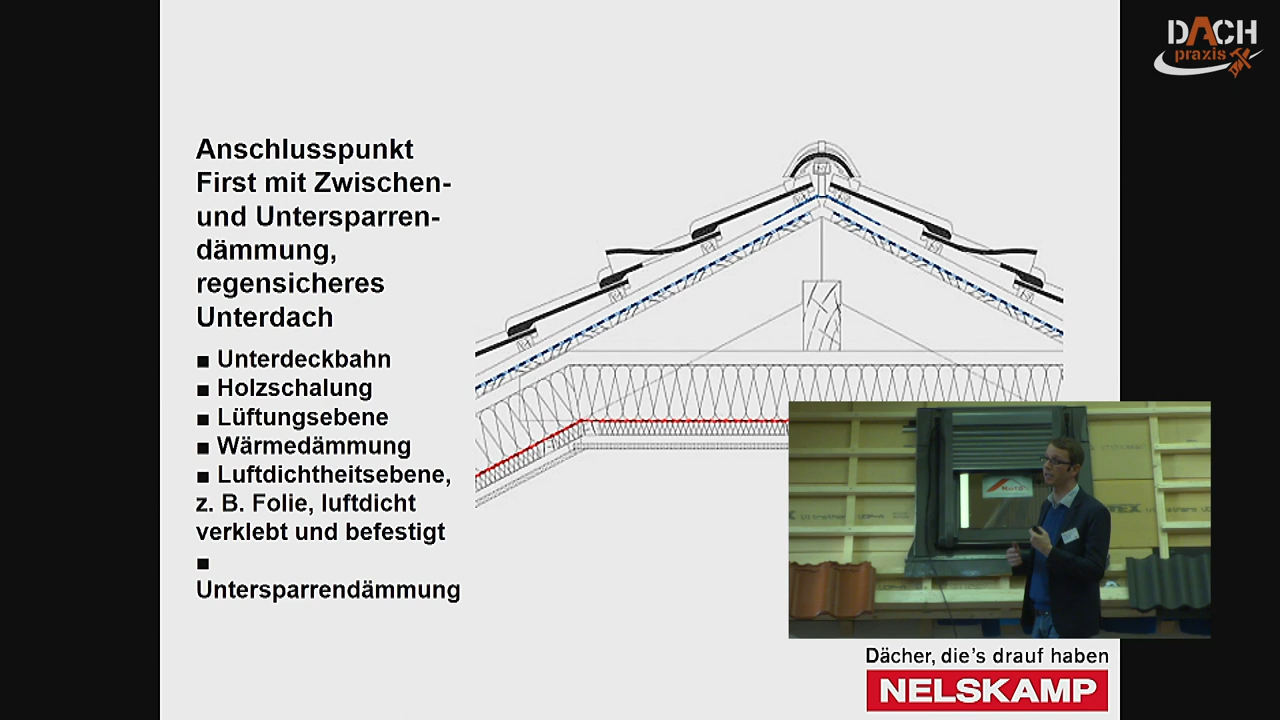 DACH
praxis
Anschlusspunkt
First mit Zwischen-
und Untersparren-
dämmung,
regensicheres
Unterdach
■ Unterdeckbahn
■ Holzschalung
■ Lüftungsebene
■ Wärmedämmung
■ Luftdichtheitsebene,
z. B. Folie, luftdicht
verklebt und befestigt
■
Untersparrendämmung
Roto
Dächer, die's drauf haben
NELSKAMP